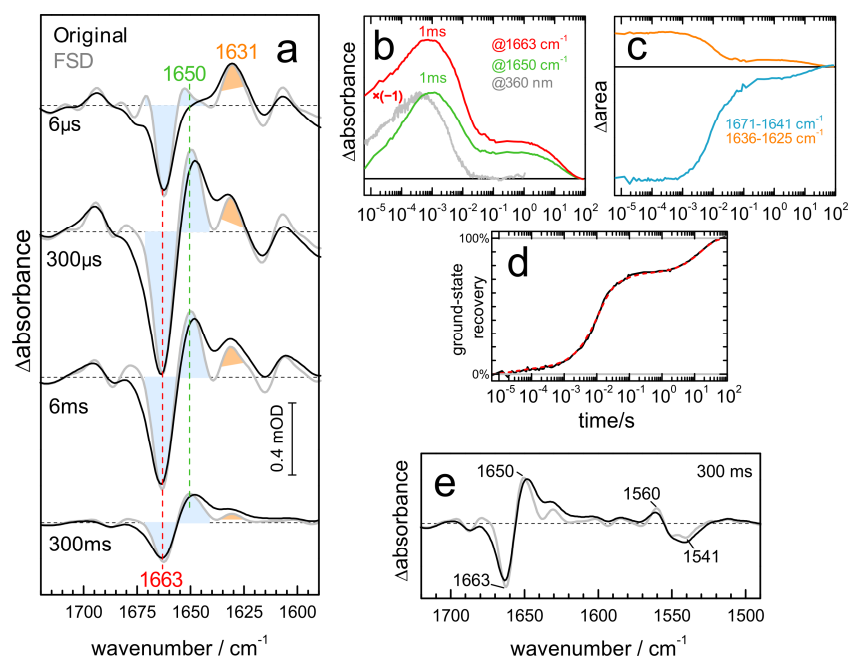 Original
FSD
a
1631
1650
6µs
300µs
6ms
300ms
0.4 mOD
1663
Δabsorbance
1700 1675 1650 1625 1600
wavenumber / cm⁻¹
b
1ms
@1663 cm⁻¹
@1650 cm⁻¹
@360 nm
1ms
×(−1)
Δabsorbance
10⁻⁵ 10⁻⁴ 10⁻³ 10⁻² 10⁻¹ 10⁰ 10¹ 10²
c
1671-1641 cm⁻¹
1636-1625 cm⁻¹
Δarea
10⁻⁵ 10⁻⁴ 10⁻³ 10⁻² 10⁻¹ 10⁰ 10¹ 10²
d
100%
0%
ground-state
recovery
10⁻⁵ 10⁻⁴ 10⁻³ 10⁻² 10⁻¹ 10⁰ 10¹ 10²
time/s
e
1650
300 ms
1560
1541
1663
Δabsorbance
1700 1650 1600 1550 1500
wavenumber / cm⁻¹